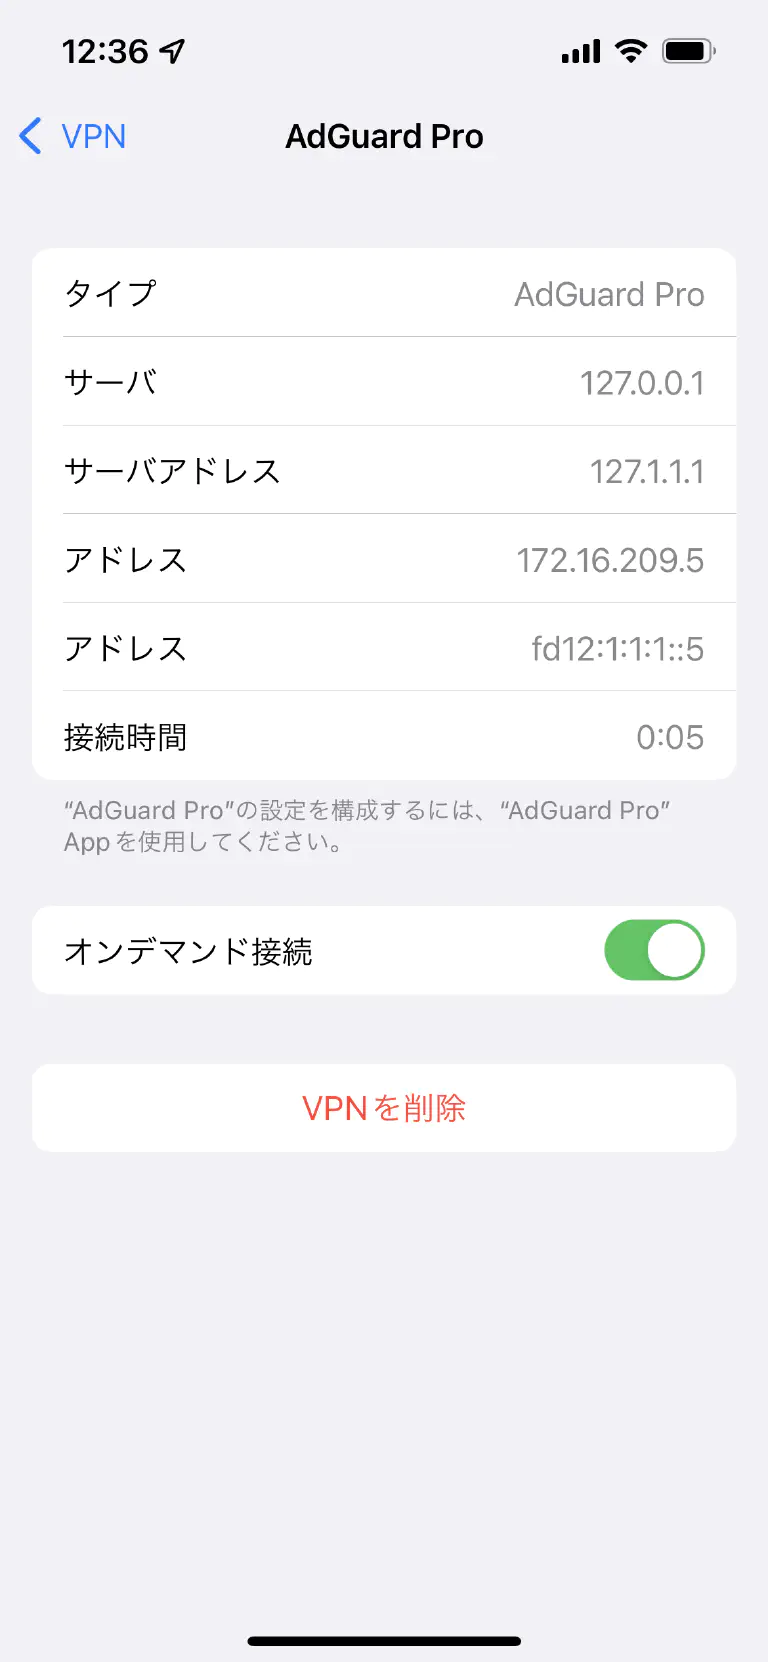 12:36
VPN
AdGuard Pro
タイプ AdGuard Pro
サーバ 127.0.0.1
サーバアドレス 127.1.1.1
アドレス 172.16.209.5
アドレス fd12:1:1:1::5
接続時間 0:05
“AdGuard Pro”の設定を構成するには、“AdGuard Pro”
Appを使用してください。
オンデマンド接続
VPNを削除